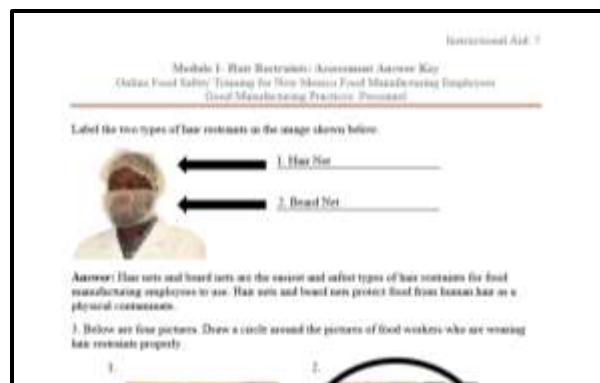 Instructional Aid: 7
Module 1- Hair Restraints: Assessment Answer Key
Online Food Safety Training for New Mexico Food Manufacturing Employees
Good Manufacturing Practices: Personnel
Label the two types of hair restraints in the image shown below.
1. Hair Net
2. Beard Net
Answer: Hair nets and beard nets are the easiest and safest types of hair restraints for food
manufacturing employees to use. Hair nets and beard nets protect food from human hair as a
physical contaminate.
3. Below are four pictures. Draw a circle around the pictures of food workers who are wearing
hair restraints properly
1.
2.